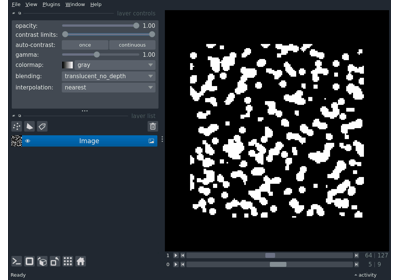 File View Plugins Window Help
layer controls
opacity: 1.00
contrast limits:
auto-contrast: once continuous
gamma: 1.00
colormap: gray
blending: translucent_no_depth
interpolation: nearest
layer list
Image
1 64 127
0 5 9
Ready activity